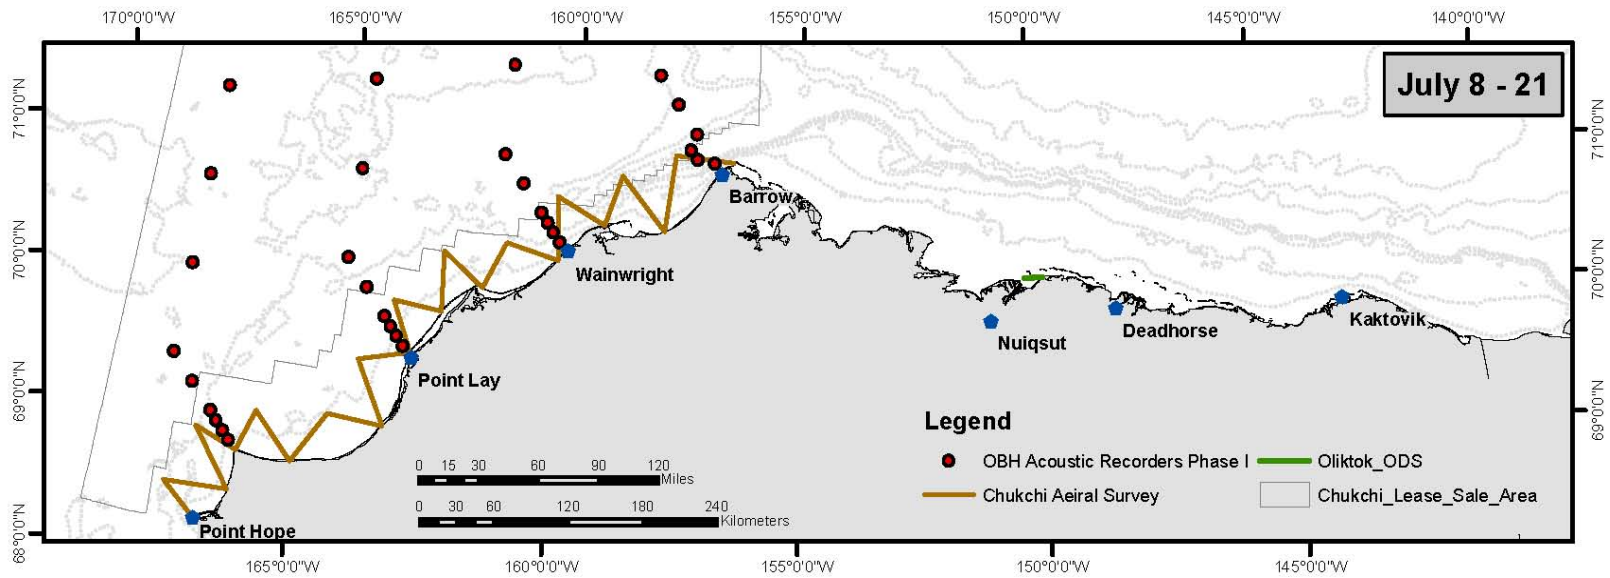 170°0'0"W 165°0'0"W 160°0'0"W 155°0'0"W 150°0'0"W 145°0'0"W 140°0'0"W
July 8 - 21
71°0'0"N
71°0'0"N
Barrow
70°0'0"N
70°0'0"N
Wainwright
Kaktovik
Deadhorse
Nuiqsut
Point Lay
69°0'0"N
69°0'0"N
Legend
OBH Acoustic Recorders Phase I
Oliktok_ODS
Chukchi Aeiral Survey
Chukchi_Lease_Sale_Area
0 15 30 60 90 120
Miles
0 30 60 120 180 240
Kilometers
Point Hope
68°0'0"N
165°0'0"W 160°0'0"W 155°0'0"W 150°0'0"W 145°0'0"W